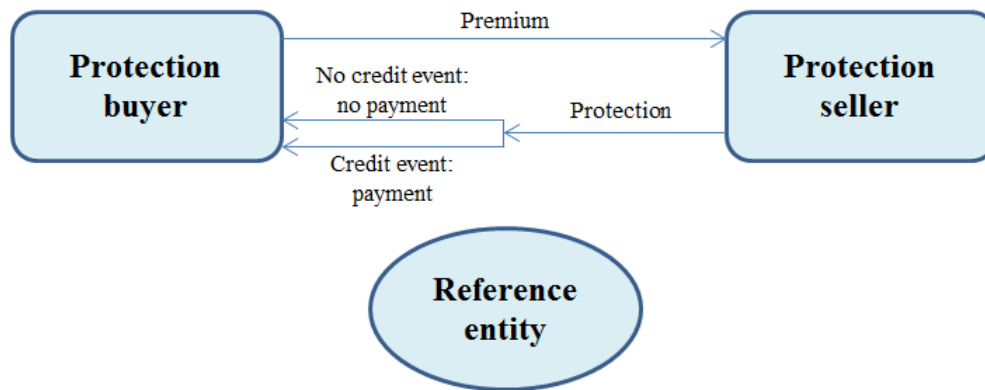 Premium
Protection
buyer
No credit event:
no payment
Protection
Protection
seller
Credit event:
payment
Reference
entity